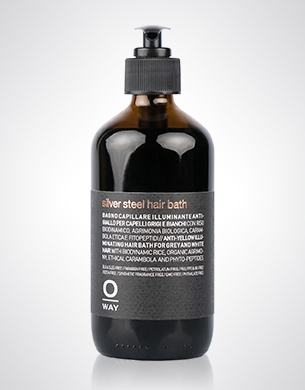 silver steel hair bath
BAGNO CAPILLARE ILLUMINANTE ANTI-
GIALLO PER CAPELLI GRIGI E BIANCHI CON RISO
BIODINAMICO, AGRIMONIA BIOLOGICA, CARAM-
BOLA ETICA E FITOPEPTIDI // ANTI-YELLOW ILLU-
MINATING HAIR BATH FOR GREY AND WHITE
HAIR WITH BIODYNAMIC RICE, ORGANIC AGRIMO-
NY, ETHICAL CARAMBOLA AND PHYTO-PEPTIDES
O
WAY